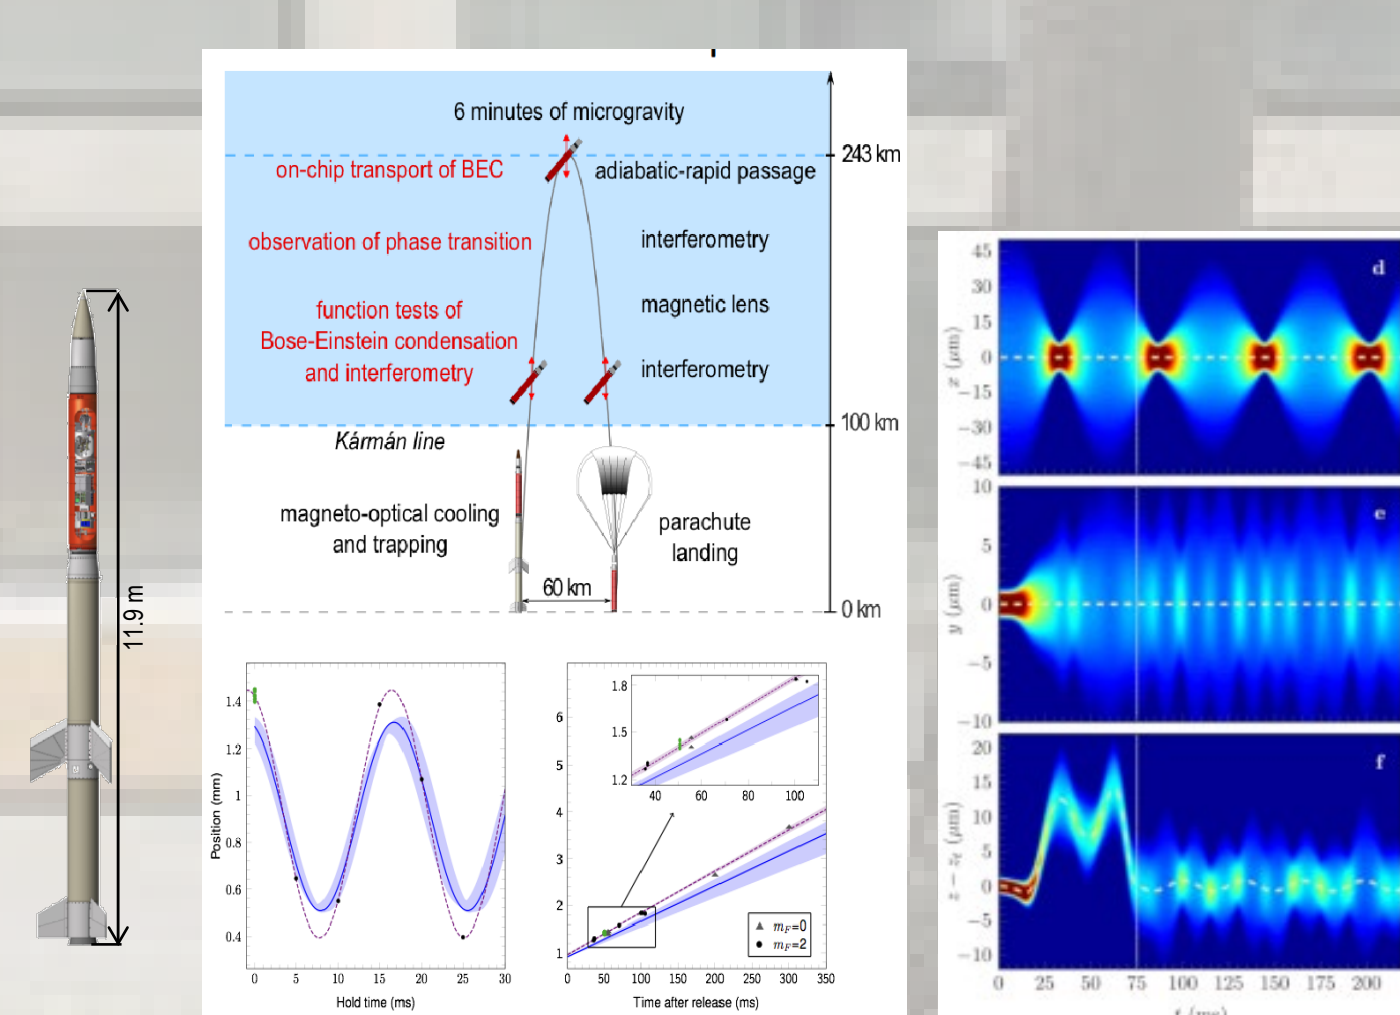 11.9 m
6 minutes of microgravity
243 km
on-chip transport of BEC
adiabatic-rapid passage
observation of phase transition
interferometry
function tests of
Bose-Einstein condensation
and interferometry
magnetic lens
interferometry
100 km
Kármán line
magneto-optical cooling
and trapping
parachute
landing
60 km
0 km
Position (mm)
1.4
1.2
1
0.8
0.6
0.4
0 5 10 15 20 25 30
Hold time (ms)
6
5
4
3
2
1
1.8
1.5
1.2
40 60 80 100
mF=0
mF=2
0 50 100 150 200 250 300 350
Time after release (ms)
d
45
30
15
0
−15
−30
−45
z (μm)
e
10
5
0
−5
−10
y (μm)
f
20
15
10
5
0
−5
−10
z − zt (μm)
0 25 50 75 100 125 150 175 200